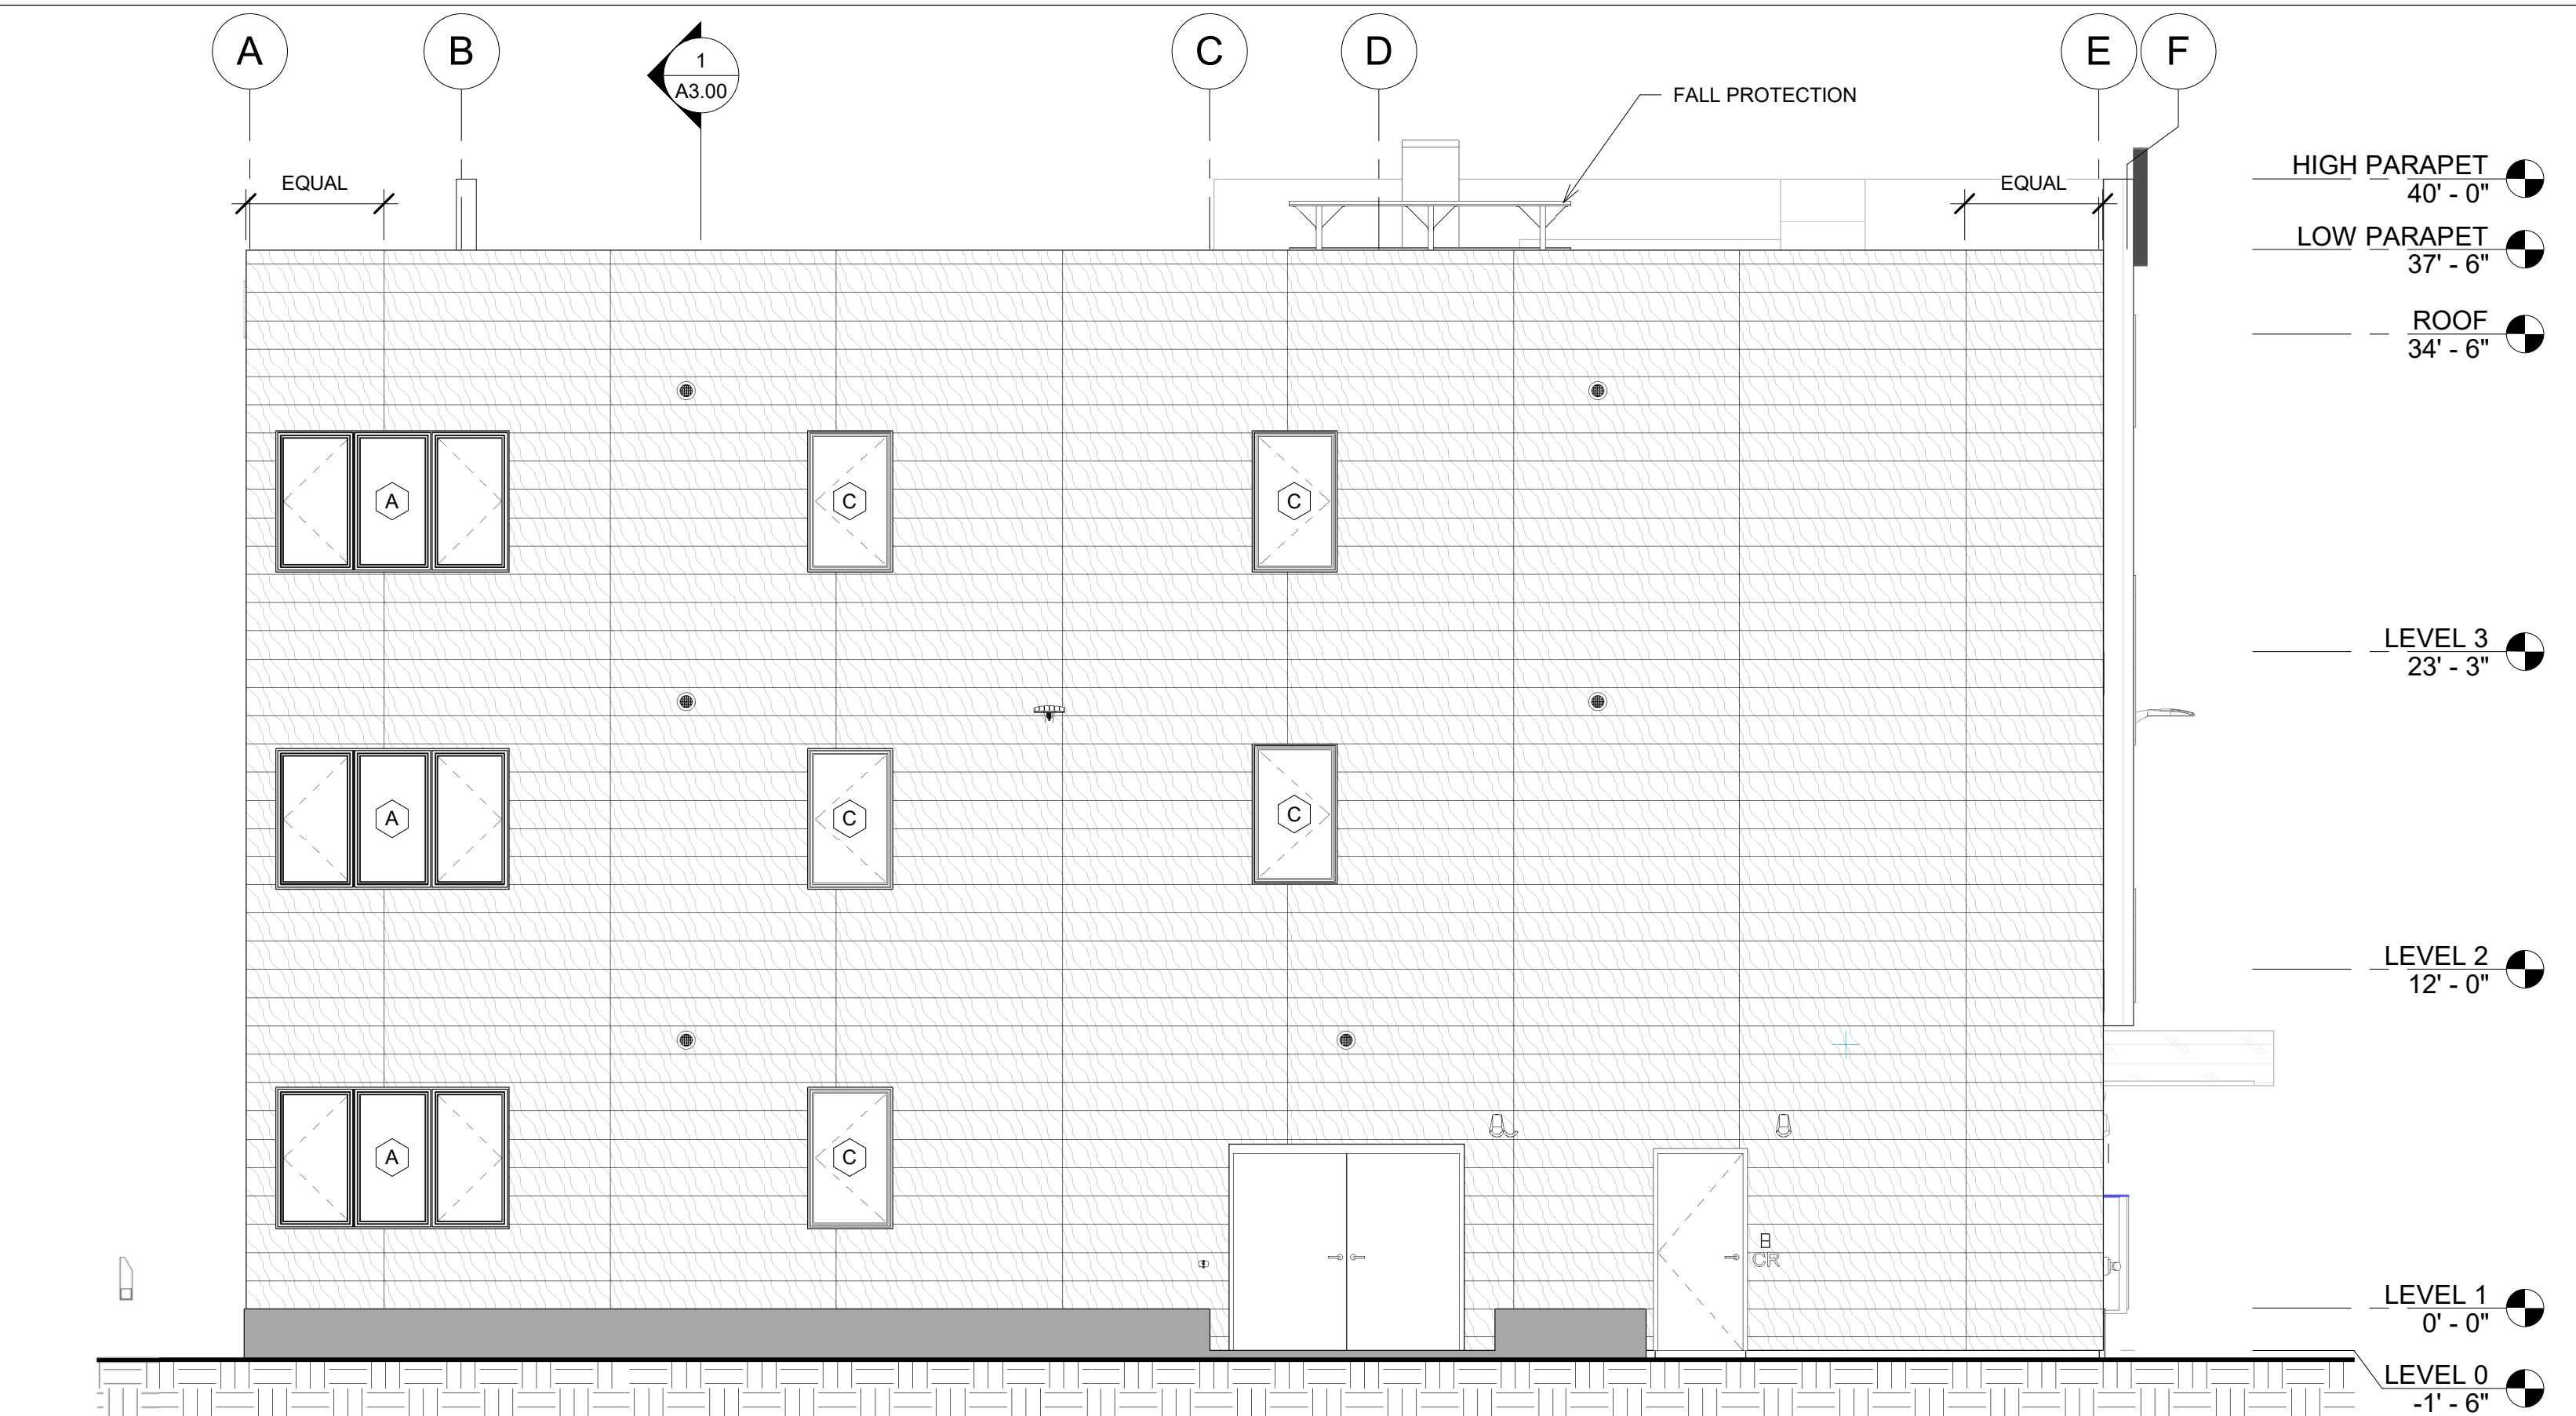 A
B
1
A3.00
C
D
E
F
FALL PROTECTION
EQUAL
EQUAL
HIGH PARAPET
40' - 0"
LOW PARAPET
37' - 6"
ROOF
34' - 6"
A
C
C
LEVEL 3
23' - 3"
A
C
C
LEVEL 2
12' - 0"
A
C
CR
LEVEL 1
0' - 0"
LEVEL 0
-1' - 6"